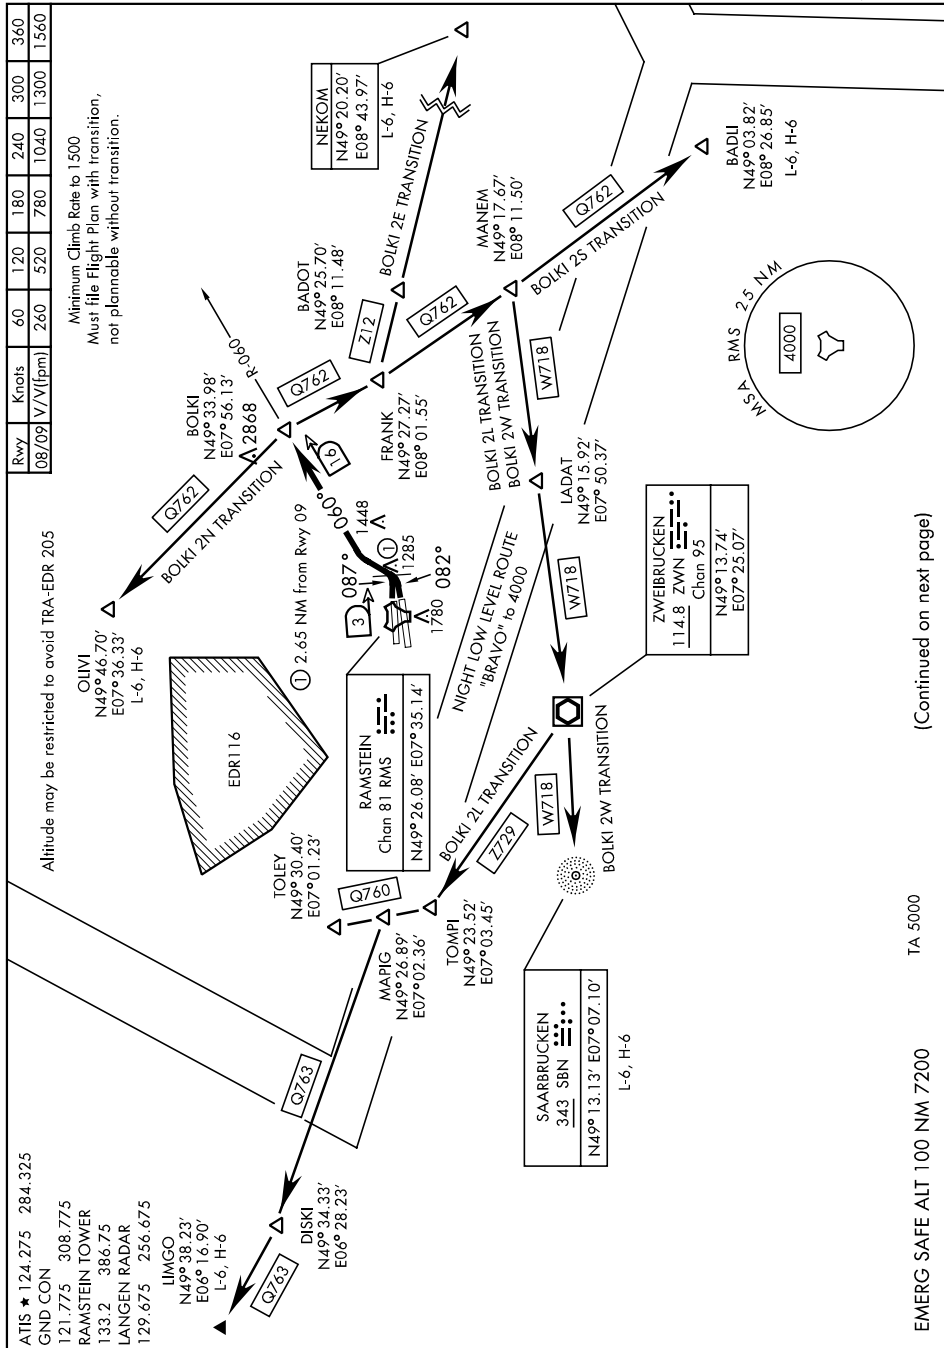 ATIS ★ 124.275 284.325
GND CON
121.775 308.775
RAMSTEIN TOWER
133.2 386.75
LANGEN RADAR
129.675 256.675
Altitude may be restricted to avoid TRA-EDR 205
Rwy Knots 60 120 180 240 300 360
08/09 V/V(fpm) 260 520 780 1040 1300 1560
Minimum Climb Rate to 1500
Must file Flight Plan with transition,
not plannable without transition.
LIMGO
N49° 38.23'
E06° 16.90'
L-6, H-6
Q763
DISKI
N49° 34.33'
E06° 28.23'
Q763
TOLEY
N49° 30.40'
E07° 01.23'
Q760
MAPIG
N49° 26.89'
E07° 02.36'
TOMPI
N49° 23.52'
E07° 03.45'
EDR116
OLIVI
N49° 46.70'
E07° 36.33'
L-6, H-6
Q762
BOLKI 2N TRANSITION
BOLKI
N49° 33.98'
E07° 56.13'
2868
R-060
Q762
① 2.65 NM from Rwy 09
060°
16
087°
3
1448
①
1285
082°
1780
RAMSTEIN
Chan 81 RMS
N49° 26.08' E07° 35.14'
FRANK
N49° 27.27'
E08° 01.55'
Z12
BADOT
N49° 25.70'
E08° 11.48'
BOLKI 2E TRANSITION
NEKOM
N49° 20.20'
E08° 43.97'
L-6, H-6
Q762
MANEM
N49° 17.67'
E08° 11.50'
Q762
BOLKI 2S TRANSITION
BADLI
N49° 03.82'
E08° 26.85'
L-6, H-6
BOLKI 2L TRANSITION
BOLKI 2W TRANSITION
W718
LADAT
N49° 15.92'
E07° 50.37'
W718
NIGHT LOW LEVEL ROUTE
"BRAVO" to 4000
ZWEIBRUCKEN
114.8 ZWN
Chan 95
N49° 13.74'
E07° 25.07'
BOLKI 2L TRANSITION
Z729
W718
BOLKI 2W TRANSITION
SAARBRUCKEN
343 SBN
N49° 13.13' E07° 07.10'
L-6, H-6
MSA RMS 25 NM
4000
(Continued on next page)
TA 5000
EMERG SAFE ALT 100 NM 7200